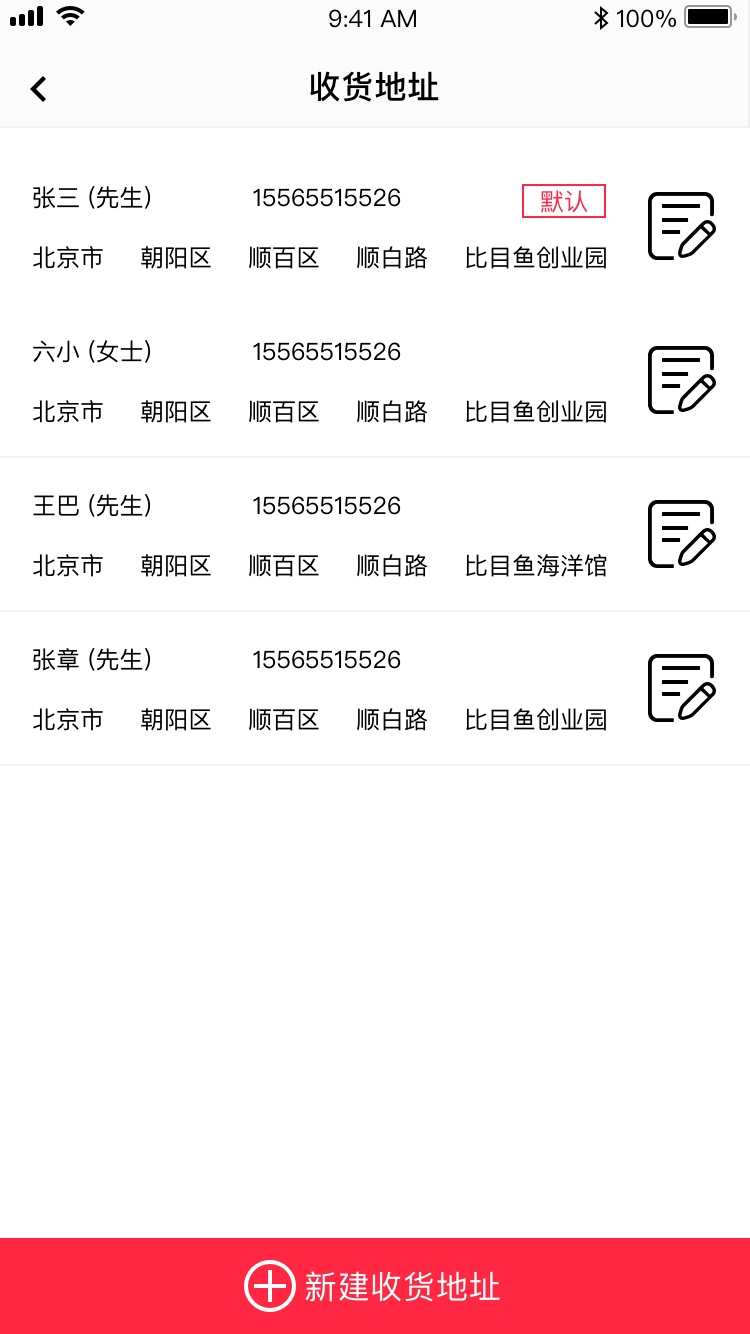 9:41 AM 100%
收货地址
张三 (先生) 15565515526 默认
北京市 朝阳区 顺百区 顺白路 比目鱼创业园
六小 (女士) 15565515526
北京市 朝阳区 顺百区 顺白路 比目鱼创业园
王巴 (先生) 15565515526
北京市 朝阳区 顺百区 顺白路 比目鱼海洋馆
张章 (先生) 15565515526
北京市 朝阳区 顺百区 顺白路 比目鱼创业园
新建收货地址